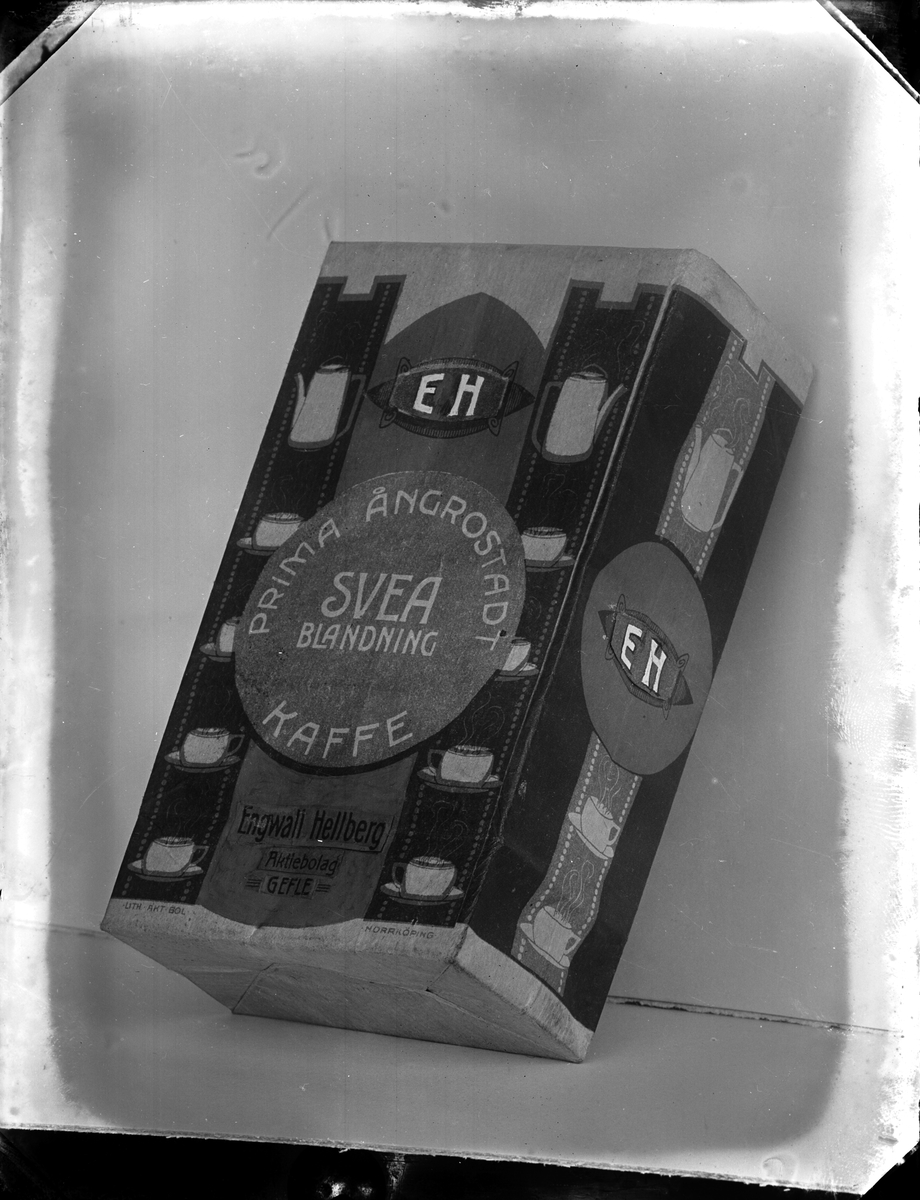 EH
PRIMA ÅNGROSTADT
SVEA
BLANDNING
KAFFE
Engwall Hellberg
Aktiebolag
GEFLE
LITH. AKT. BOL.
NORRKÖPING
EH